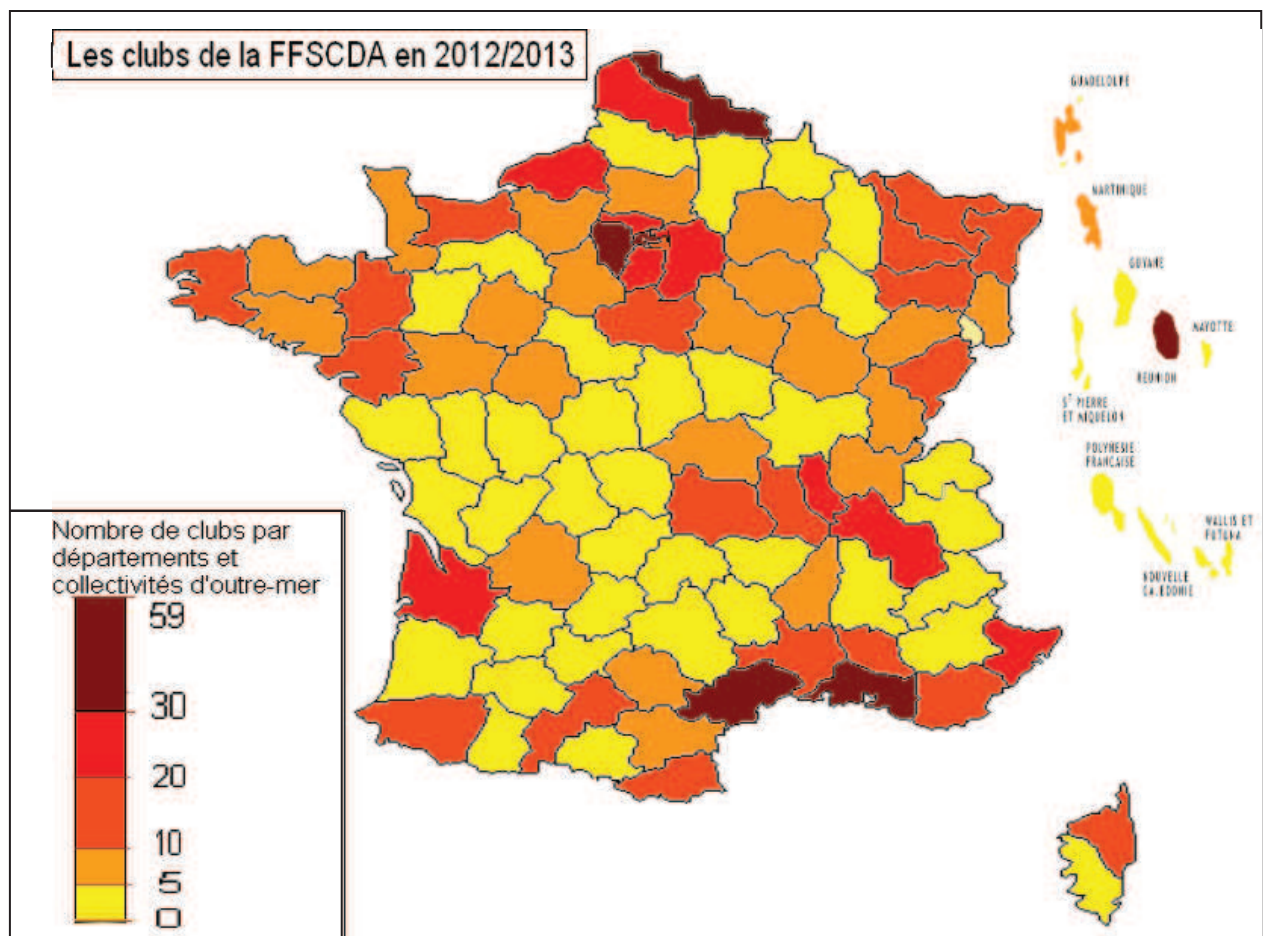 Les clubs de la FFSCDA en 2012/2013
GUADELOUPE
MARTINIQUE
GUYANE
MAYOTTE
REUNION
ST PIERRE
ET MIQUELON
POLYNESIE
FRANCAISE
WALLIS ET
FUTUNA
NOUVELLE
CALEDONIE
Nombre de clubs par
départements et
collectivités d'outre-mer
59
30
20
10
5
0